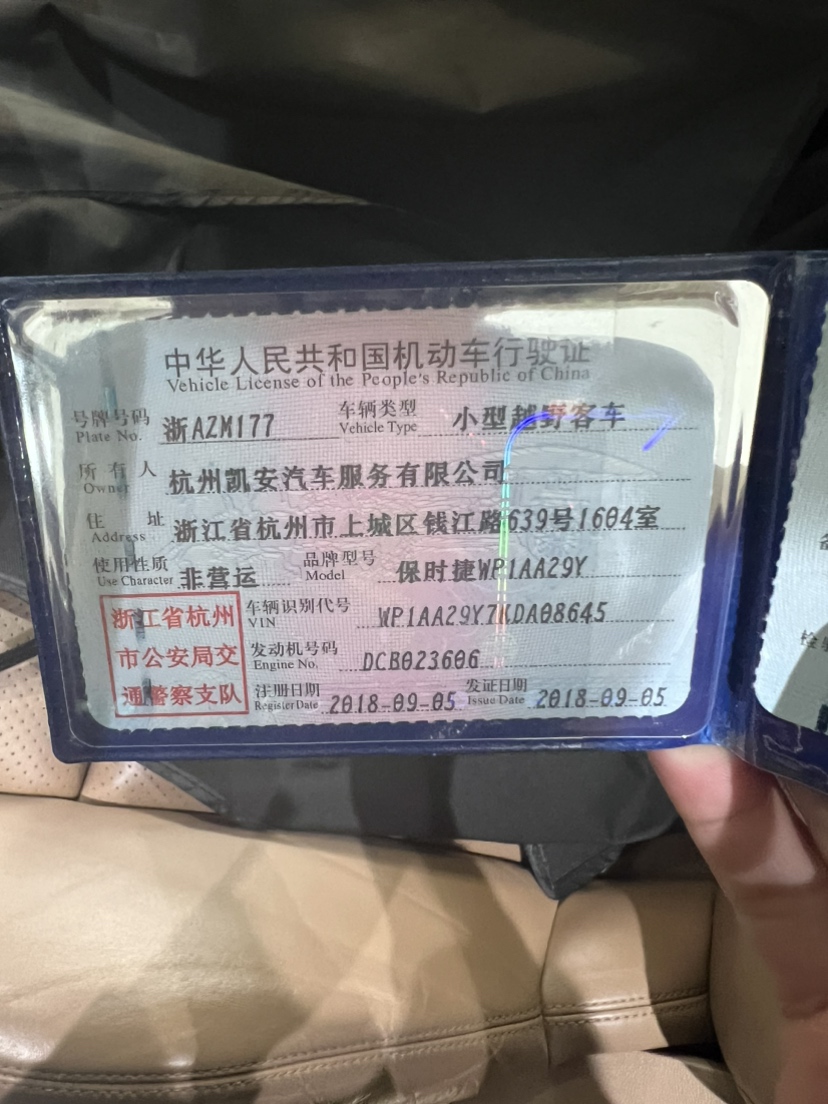 中华人民共和国机动车行驶证
Vehicle License of the People's Republic of China
号牌号码 Plate No. 浙AZM177 车辆类型 Vehicle Type 小型越野客车
所有人 Owner 杭州凯安汽车服务有限公司
住址 Address 浙江省杭州市上城区钱江路639号1604室
使用性质 Use Character 非营运 品牌型号 Model 保时捷WP1AA29Y
浙江省杭州 车辆识别代号 VIN WP1AA29Y7KDA08645
市公安局交 发动机号码 Engine No. DCB023606
通警察支队 注册日期 Register Date 2018-09-05 发证日期 Issue Date 2018-09-05